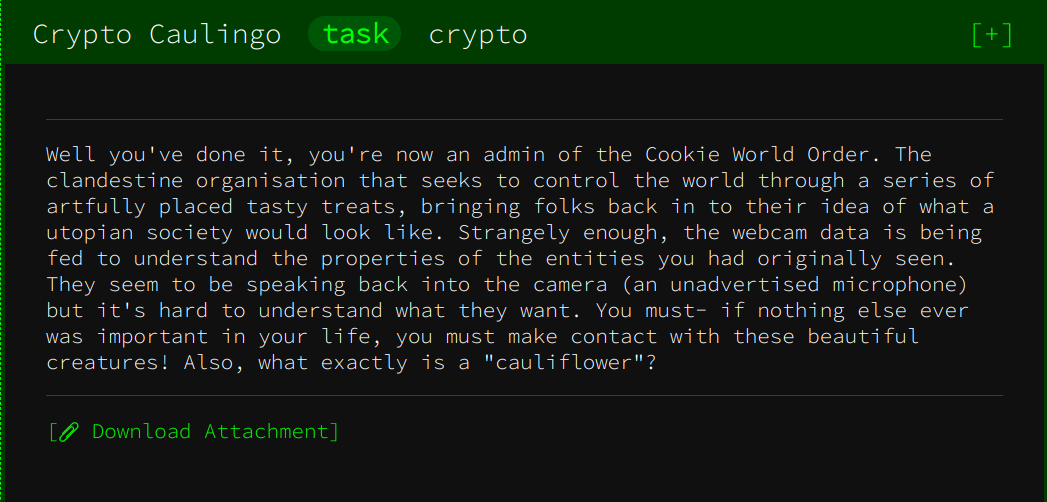 Crypto Caulingo task crypto [+]
Well you've done it, you're now an admin of the Cookie World Order. The
clandestine organisation that seeks to control the world through a series of
artfully placed tasty treats, bringing folks back in to their idea of what a
utopian society would look like. Strangely enough, the webcam data is being
fed to understand the properties of the entities you had originally seen.
They seem to be speaking back into the camera (an unadvertised microphone)
but it's hard to understand what they want. You must- if nothing else ever
was important in your life, you must make contact with these beautiful
creatures! Also, what exactly is a "cauliflower"?
[ Download Attachment]